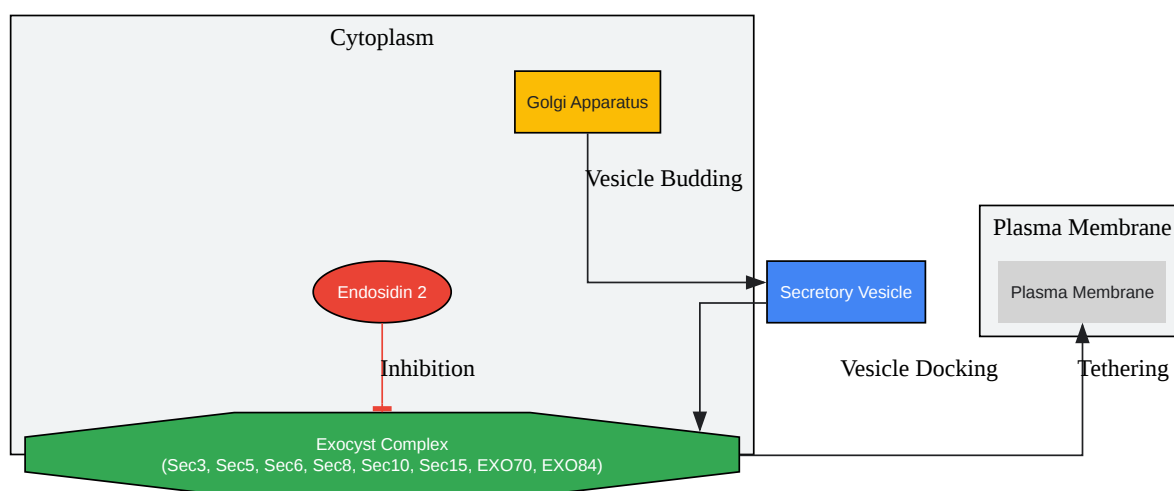 Cytoplasm
Golgi Apparatus
Vesicle Budding
Plasma Membrane
Endosidin 2
Secretory Vesicle
Plasma Membrane
Inhibition
Vesicle Docking
Tethering
Exocyst Complex
(Sec3, Sec5, Sec6, Sec8, Sec10, Sec15, EXO70, EXO84)